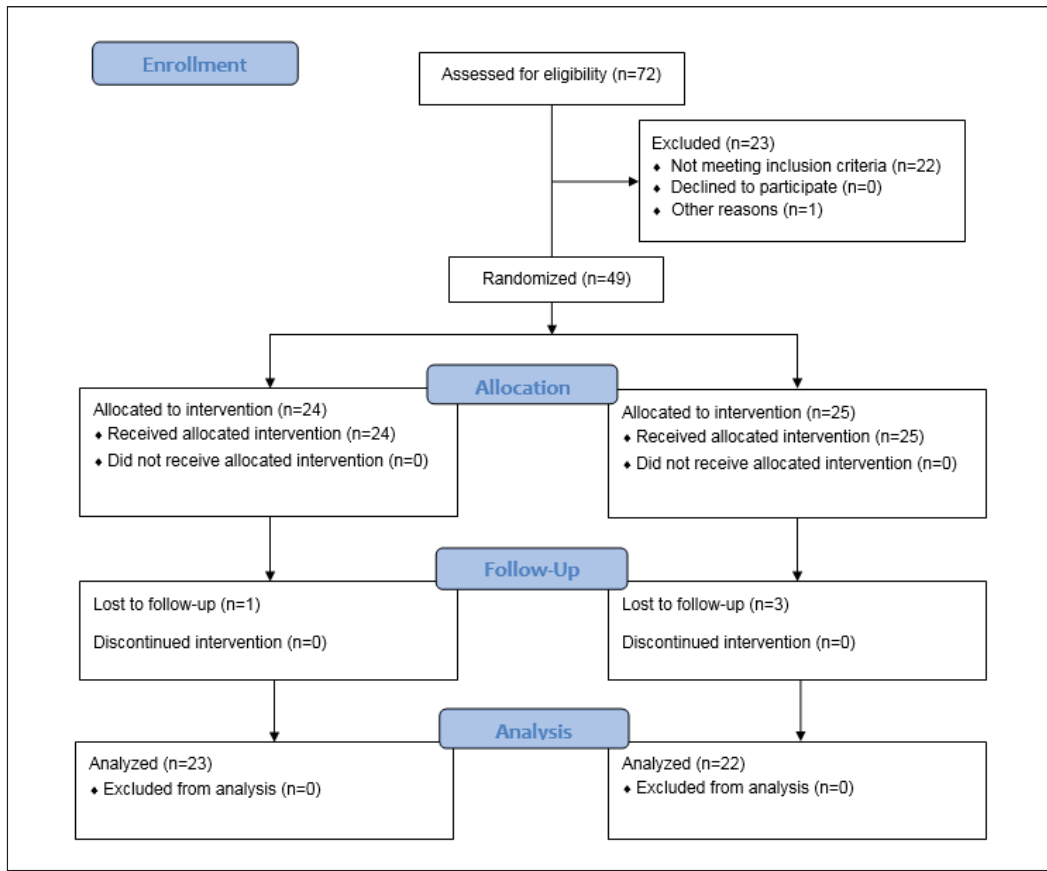 Enrollment
Assessed for eligibility (n=72)
Excluded (n=23)
♦ Not meeting inclusion criteria (n=22)
♦ Declined to participate (n=0)
♦ Other reasons (n=1)
Randomized (n=49)
Allocation
Allocated to intervention (n=24)
♦ Received allocated intervention (n=24)
♦ Did not receive allocated intervention (n=0)
Allocated to intervention (n=25)
♦ Received allocated intervention (n=25)
♦ Did not receive allocated intervention (n=0)
Follow-Up
Lost to follow-up (n=1)
Discontinued intervention (n=0)
Lost to follow-up (n=3)
Discontinued intervention (n=0)
Analysis
Analyzed (n=23)
♦ Excluded from analysis (n=0)
Analyzed (n=22)
♦ Excluded from analysis (n=0)